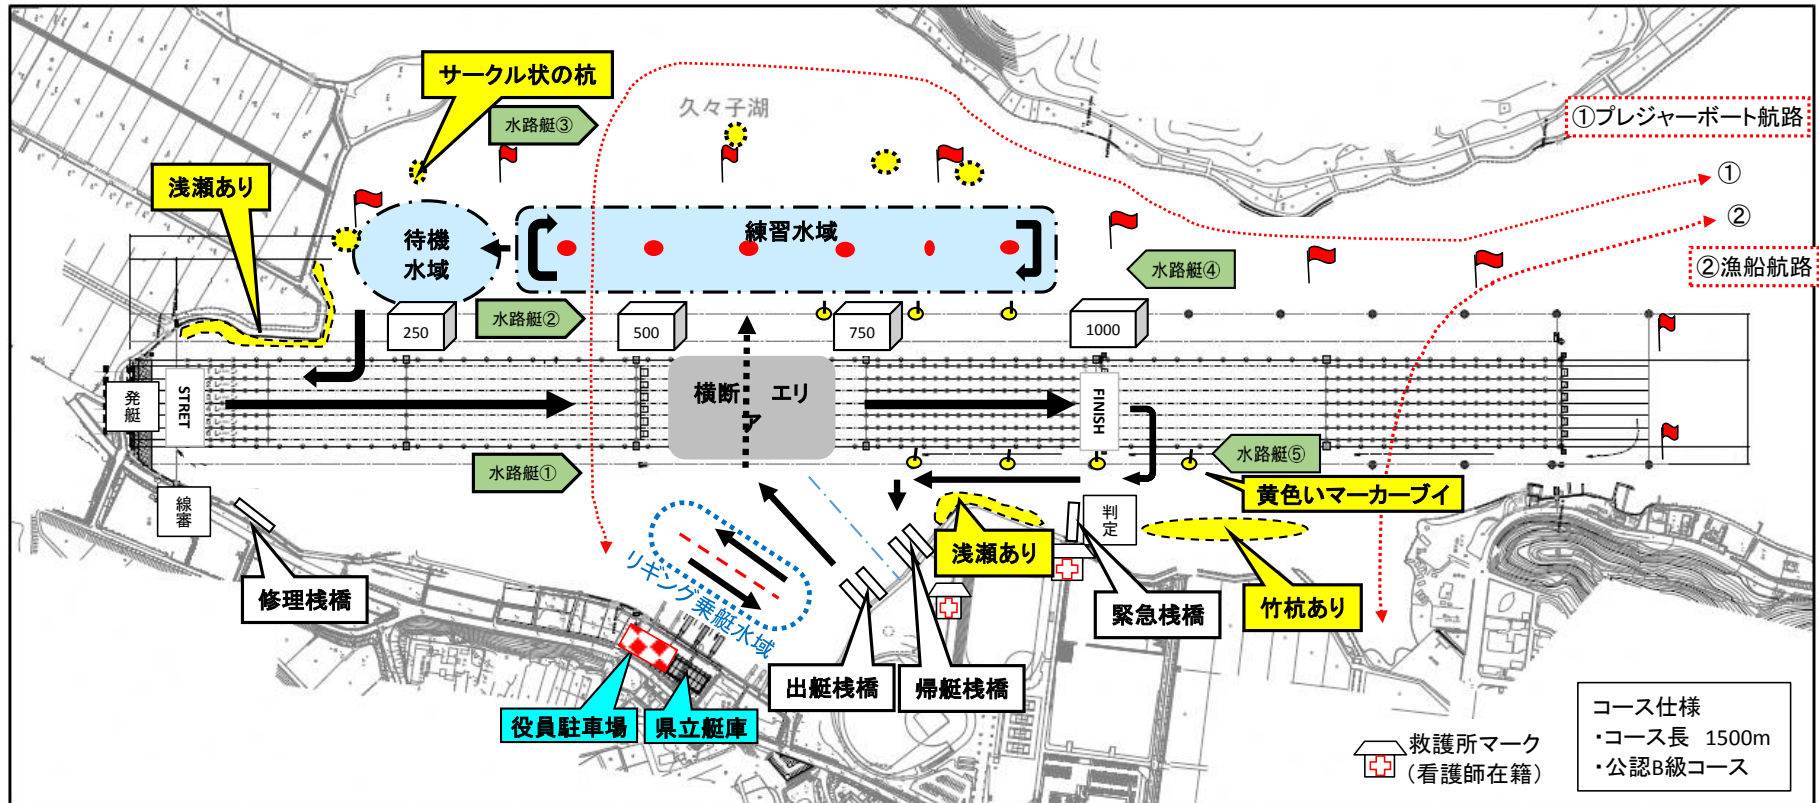 サークル状の杭
久々子湖
水路艇③
①プレジャーボート航路
浅瀬あり
①
②
待機
水域
練習水域
水路艇④
②漁船航路
250
水路艇②
500
750
1000
発
艇
STRET
横断 エリ
ア
FINISH
水路艇①
水路艇⑤
黄色いマーカーブイ
線
審
判
定
浅瀬あり
修理桟橋
リギング乗艇水域
緊急桟橋
竹杭あり
出艇桟橋
帰艇桟橋
役員駐車場
県立艇庫
救護所マーク
（看護師在籍）
コース仕様
・コース長 1500m
・公認B級コース